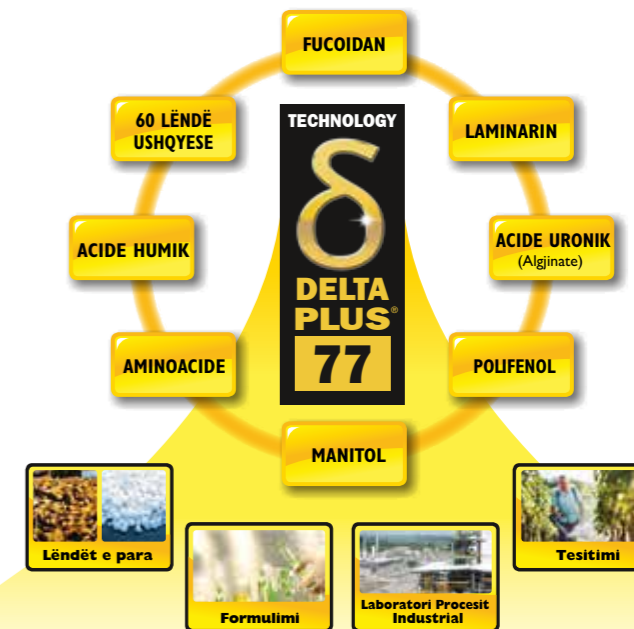 FUCOIDAN
60 LËNDË
USHQYESE
TECHNOLOGY
δ
DELTA
PLUS®
77
LAMINARIN
ACIDE HUMIK
ACIDE URONIK
(Algjinate)
AMINOACIDE
POLIFENOL
MANITOL
Lëndët e para
Formulimi
Laboratori Procesit
Industrial
Tesitimi